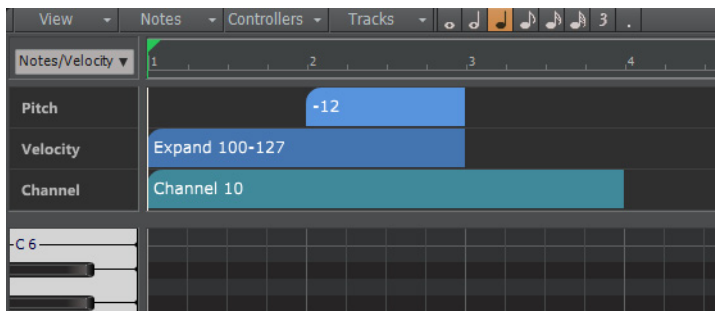 View Notes Controllers Tracks 3 .
Notes/Velocity 1 2 3 4
Pitch -12
Velocity Expand 100-127
Channel Channel 10
C 6